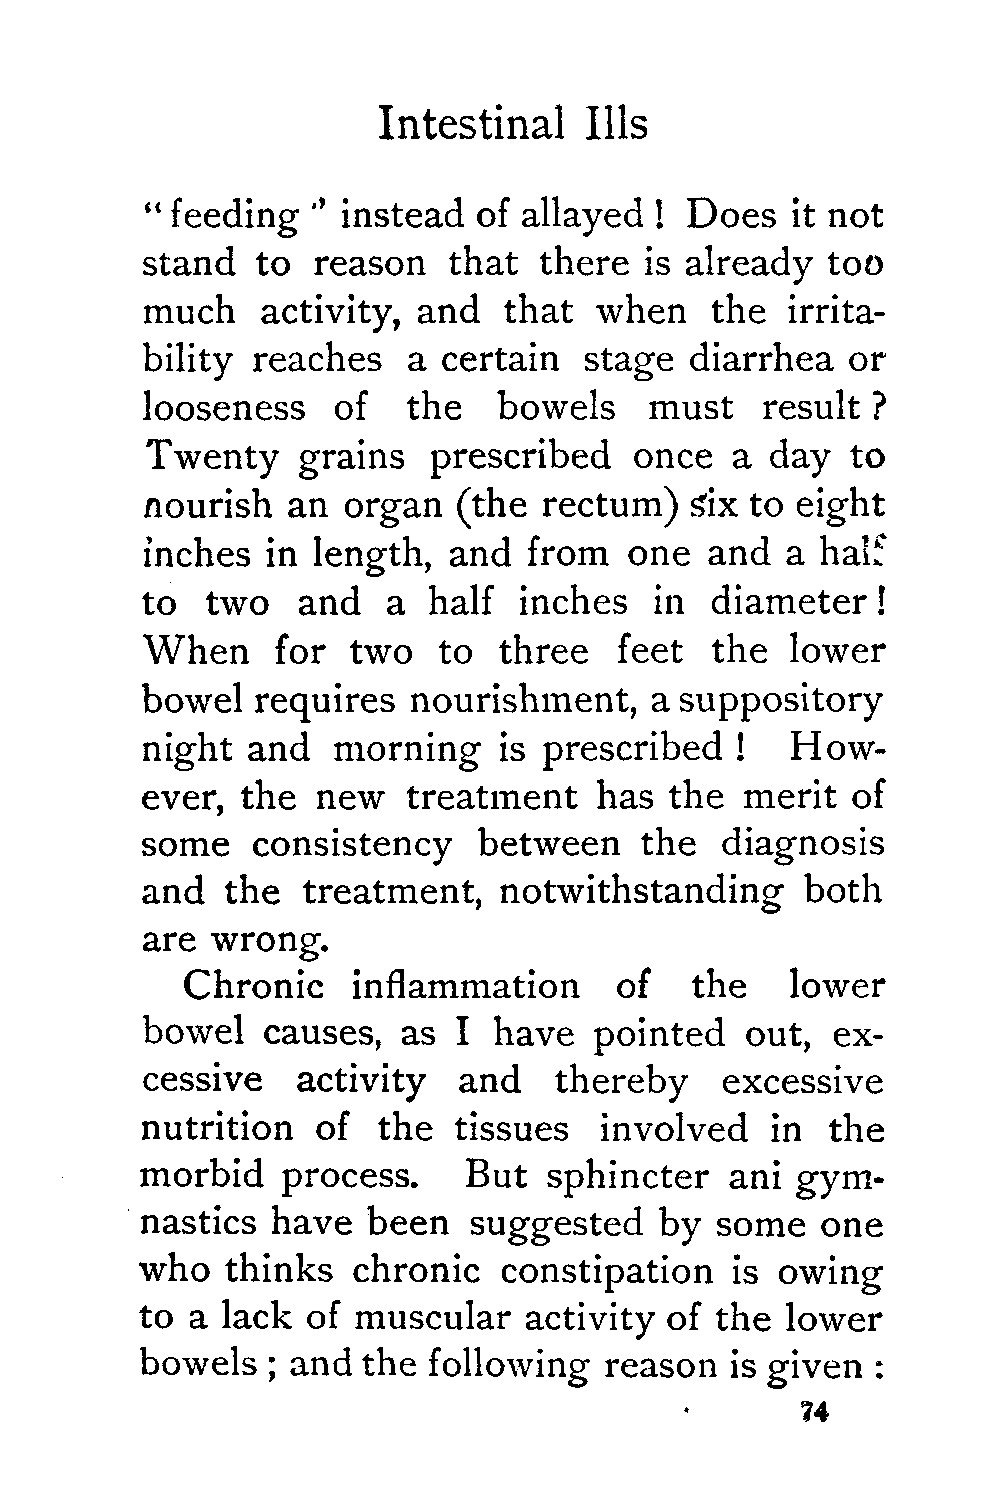 Intestinal Ills
“feeding” instead of allayed! Does it not
stand to reason that there is already too
much activity, and that when the irrita-
bility reaches a certain stage diarrhea or
looseness of the bowels must result?
Twenty grains prescribed once a day to
nourish an organ (the rectum) six to eight
inches in length, and from one and a half
to two and a half inches in diameter!
When for two to three feet the lower
bowel requires nourishment, a suppository
night and morning is prescribed! How-
ever, the new treatment has the merit of
some consistency between the diagnosis
and the treatment, notwithstanding both
are wrong.
Chronic inflammation of the lower
bowel causes, as I have pointed out, ex-
cessive activity and thereby excessive
nutrition of the tissues involved in the
morbid process. But sphincter ani gym-
nastics have been suggested by some one
who thinks chronic constipation is owing
to a lack of muscular activity of the lower
bowels; and the following reason is given:
74